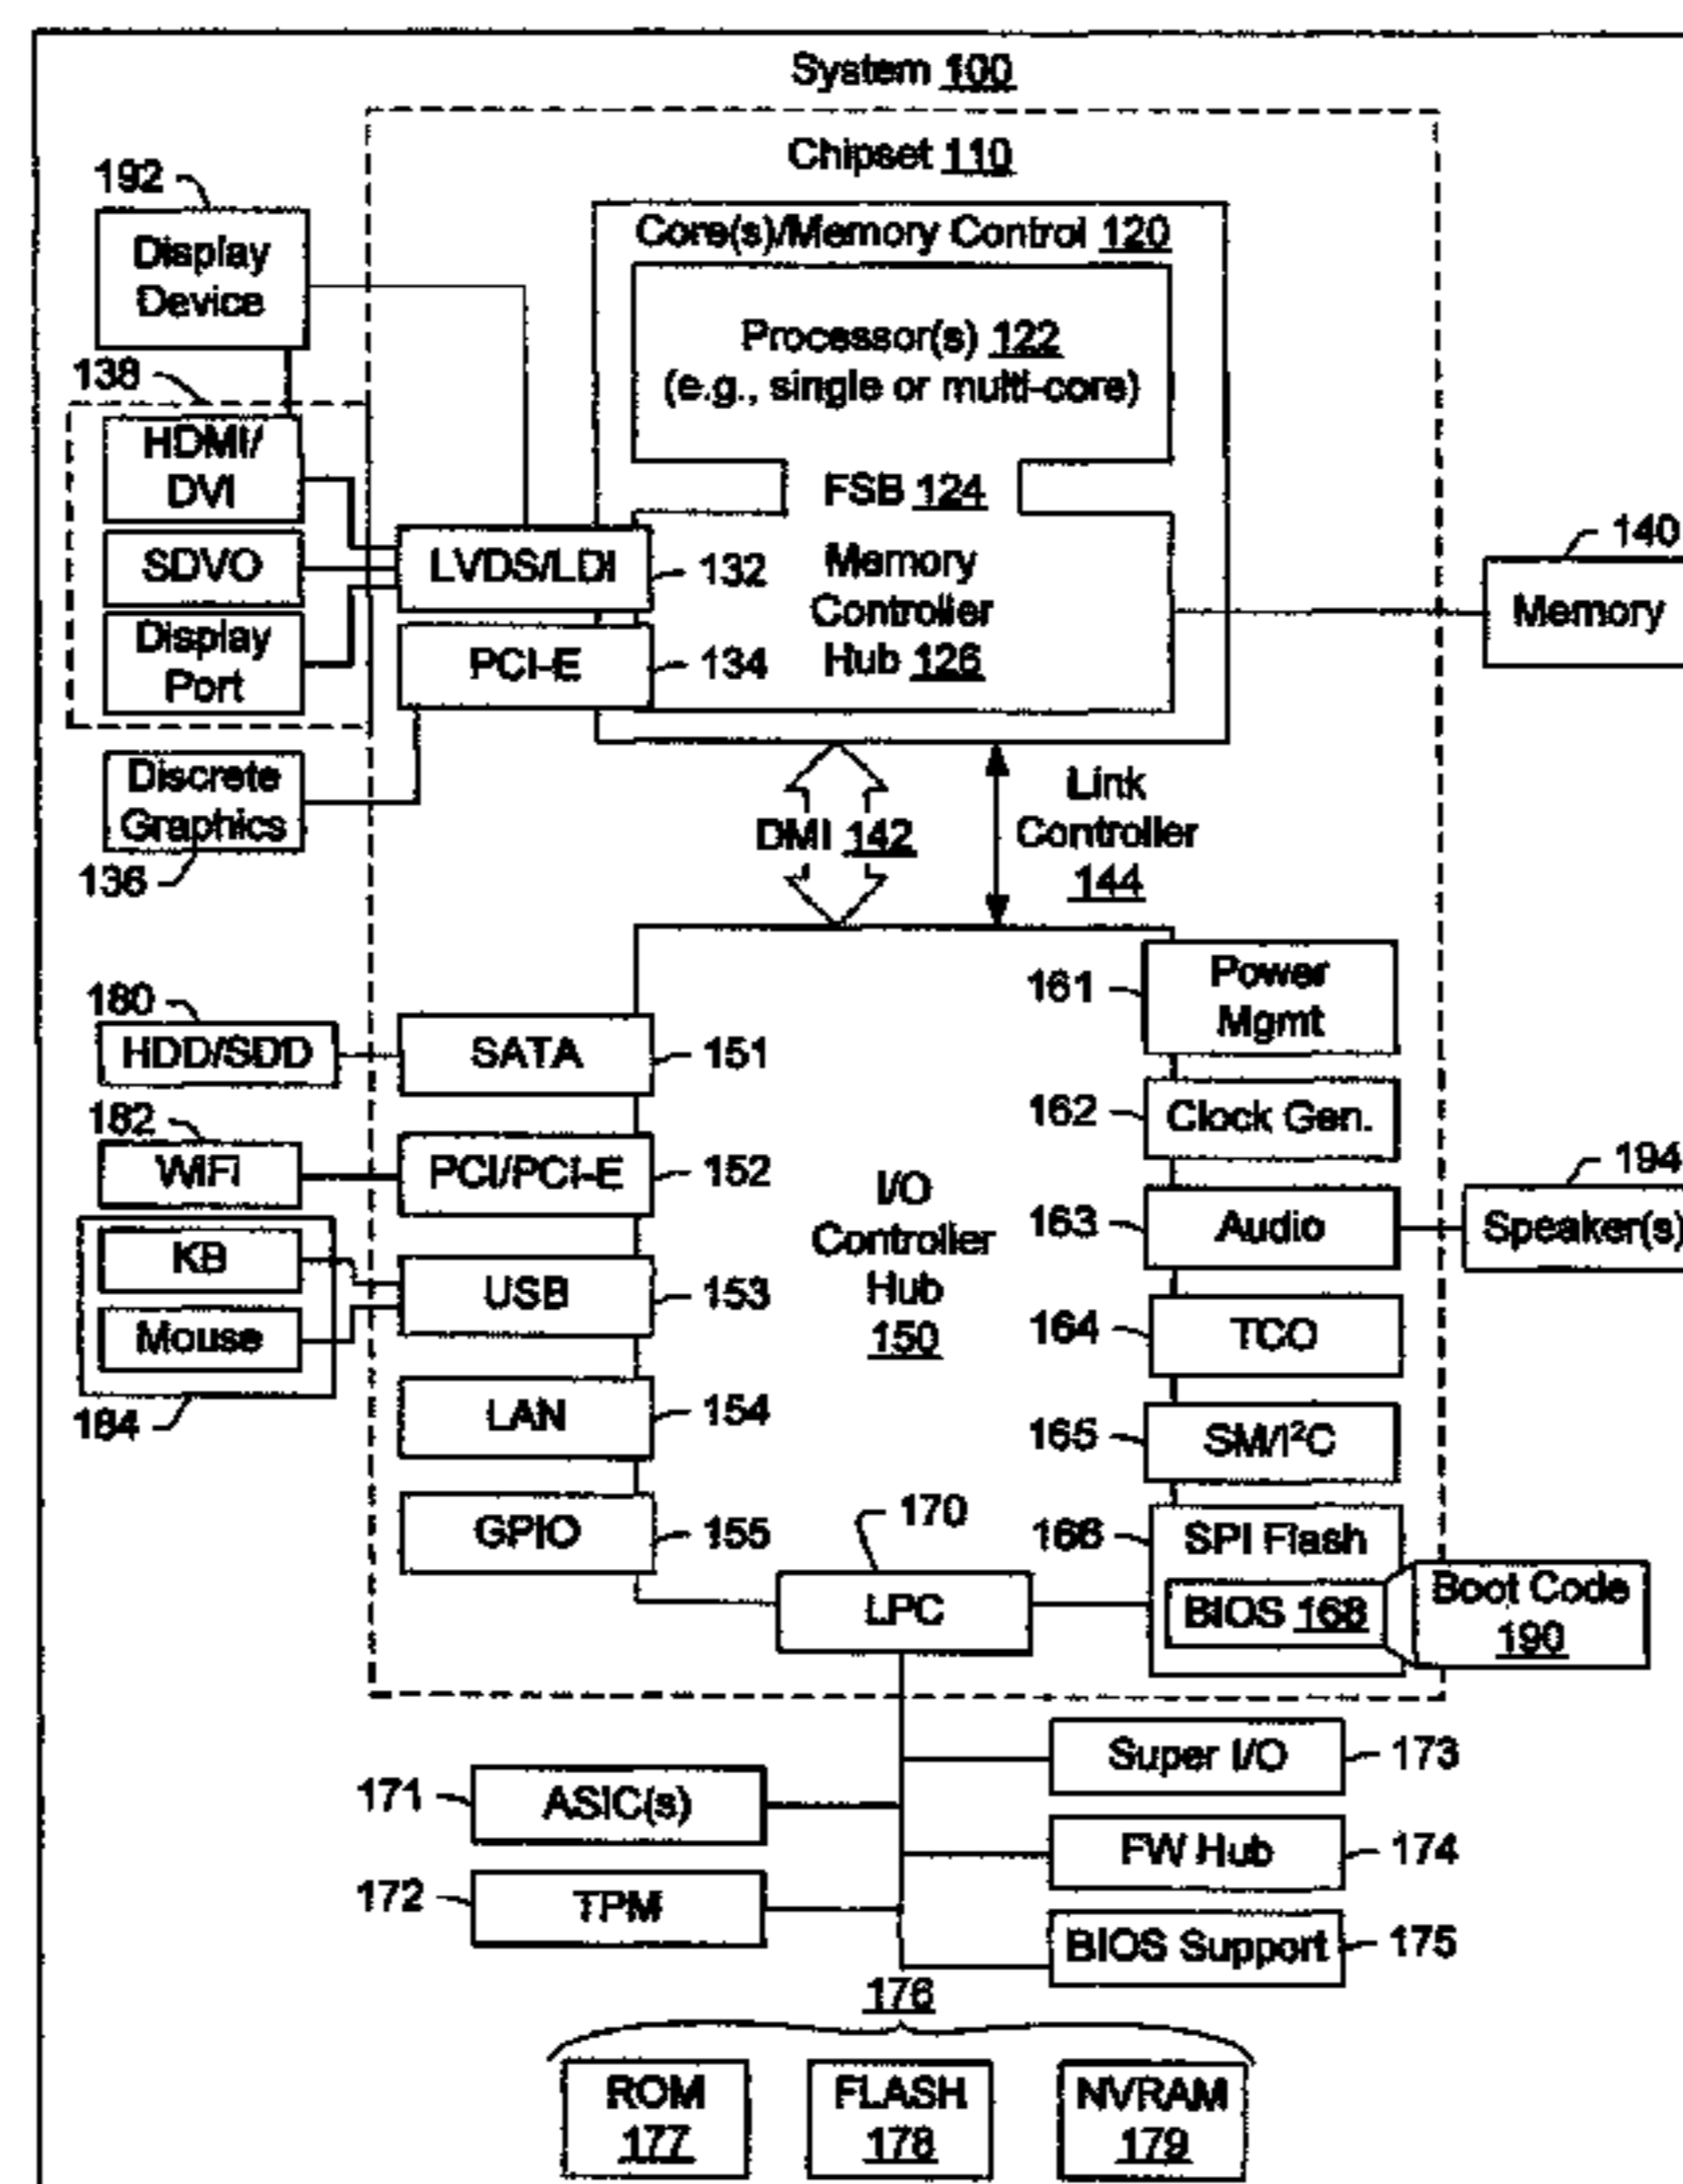 System 100
Chipset 110
192
Display
Device
Core(s)/Memory Control 120
Processor(s) 122
(e.g., single or multi-core)
138
HDMI/
DVI
SDVO
Display
Port
FSB 124
LVDS/LDI
132
PCI-E
134
Memory
Controller
Hub 126
140
Memory
Discrete
Graphics
136
DMI 142
Link
Controller
144
180
HDD/SDD
SATA
151
182
WiFi
PCI/PCI-E
152
KB
Mouse
184
USB
153
LAN
154
GPIO
155
I/O
Controller
Hub
150
161
Power
Mgmt
162
Clock Gen.
163
Audio
194
Speaker(s)
164
TCO
165
SM/I²C
166
SPI Flash
BIOS 168
Boot Code
190
170
LPC
171
ASIC(s)
172
TPM
Super I/O
173
FW Hub
174
BIOS Support
175
176
ROM
177
FLASH
178
NVRAM
179